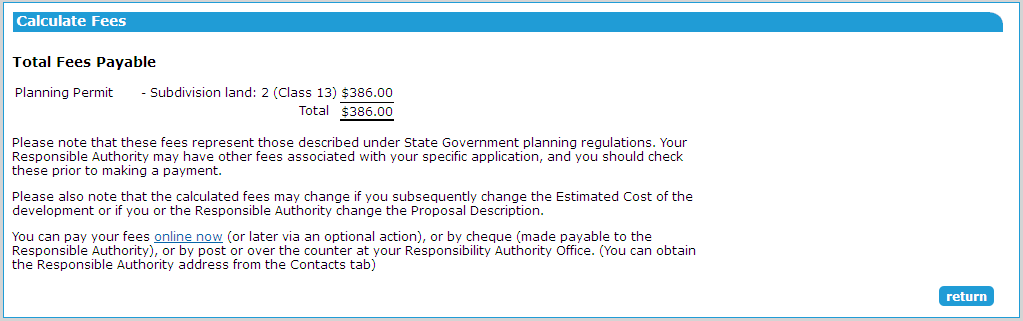 Calculate Fees
Total Fees Payable
Planning Permit - Subdivision land: 2 (Class 13) $386.00
Total $386.00
Please note that these fees represent those described under State Government planning regulations. Your
Responsible Authority may have other fees associated with your specific application, and you should check
these prior to making a payment.
Please also note that the calculated fees may change if you subsequently change the Estimated Cost of the
development or if you or the Responsible Authority change the Proposal Description.
You can pay your fees online now (or later via an optional action), or by cheque (made payable to the
Responsible Authority), or by post or over the counter at your Responsibility Authority Office. (You can obtain
the Responsible Authority address from the Contacts tab)
return